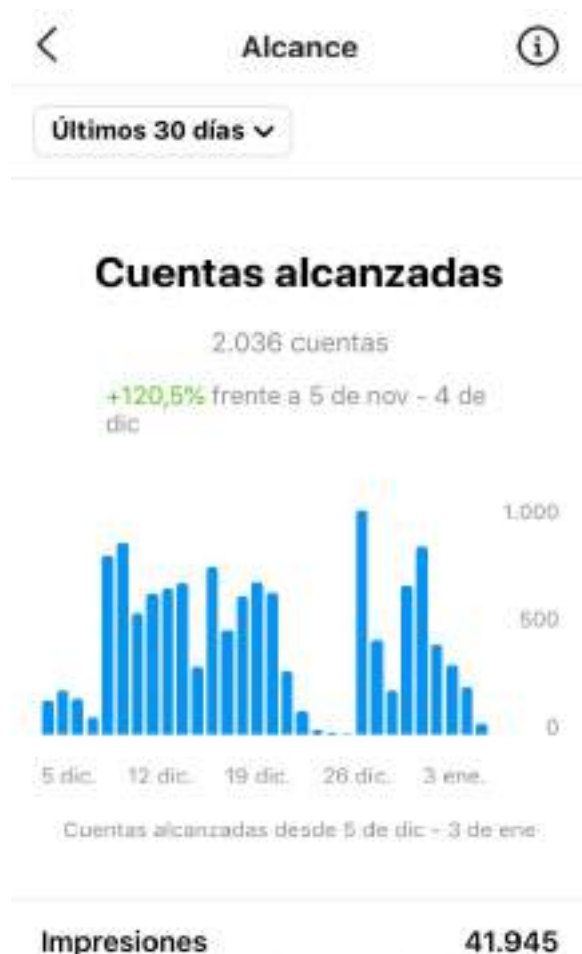 Alcance
Últimos 30 días
Cuentas alcanzadas
2.036 cuentas
+120,5% frente a 5 de nov - 4 de
dic
1.000
500
0
5 dic. 12 dic. 19 dic. 26 dic. 3 ene.
Cuentas alcanzadas desde 5 de dic - 3 de ene
Impresiones 41.945